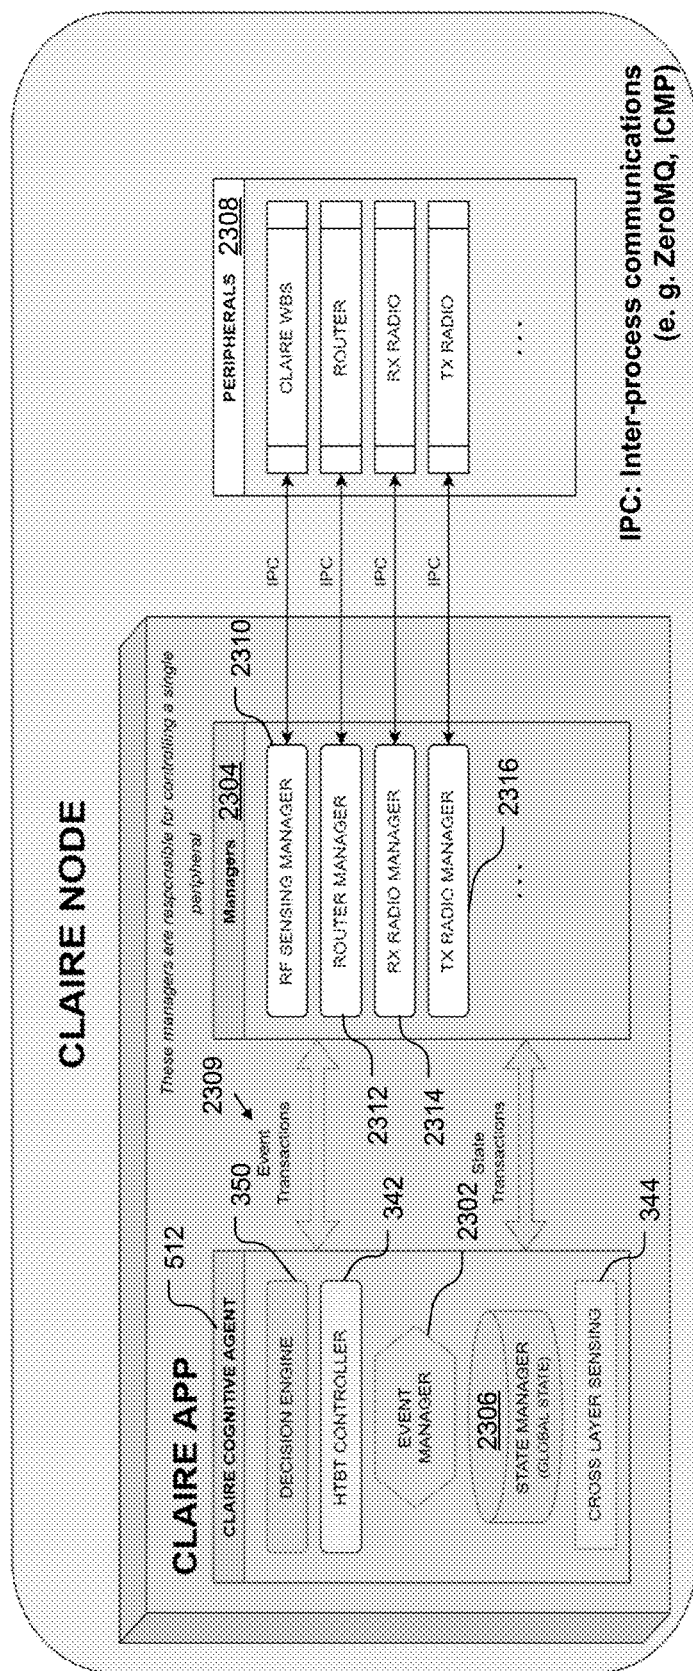 CLAIRE NODE
CLAIRE APP
512
CLAIRE COGNITIVE AGENT
DECISION ENGINE
350
HTBT CONTROLLER
342
EVENT
MANAGER
2302
2306
STATE MANAGER
(GLOBAL STATE)
CROSS LAYER SENSING
344
2309
Event
Transactions
State
Transactions
These managers are responsible for controlling a single
peripheral
Managers 2304
RF SENSING MANAGER
2310
ROUTER MANAGER
2312
RX RADIO MANAGER
2314
TX RADIO MANAGER
2316
. . .
IPC
IPC
IPC
IPC
PERIPHERALS 2308
CLAIRE WBS
ROUTER
RX RADIO
TX RADIO
. . .
IPC: Inter-process communications
(e. g. ZeroMQ, ICMP)